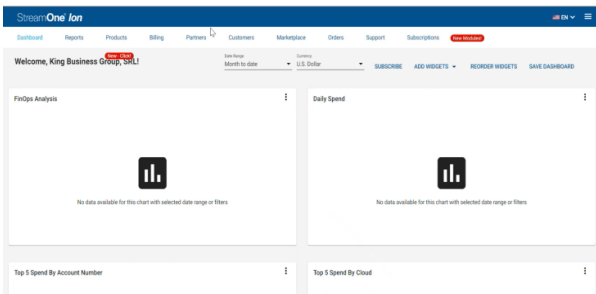 StreamOne® Ion
EN
Dashboard Reports Products Billing Partners Customers Marketplace Orders Support Subscriptions New Modules!
Welcome, King Business Group, SRL!
New - Click!
Date Range
Month to date
Currency
U.S. Dollar
SUBSCRIBE ADD WIDGETS REORDER WIDGETS SAVE DASHBOARD
FinOps Analysis
No data available for this chart with selected date range or filters
Daily Spend
No data available for this chart with selected date range or filters
Top 5 Spend By Account Number
Top 5 Spend By Cloud